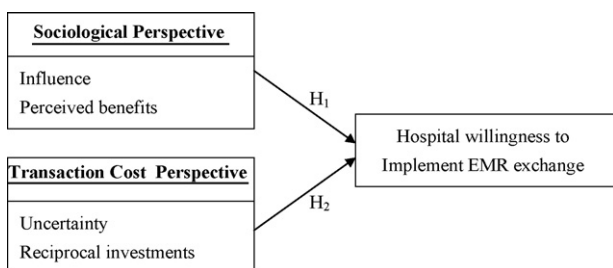 Sociological Perspective
Influence
Perceived benefits
H₁
Hospital willingness to
Implement EMR exchange
Transaction Cost Perspective
Uncertainty
Reciprocal investments
H₂